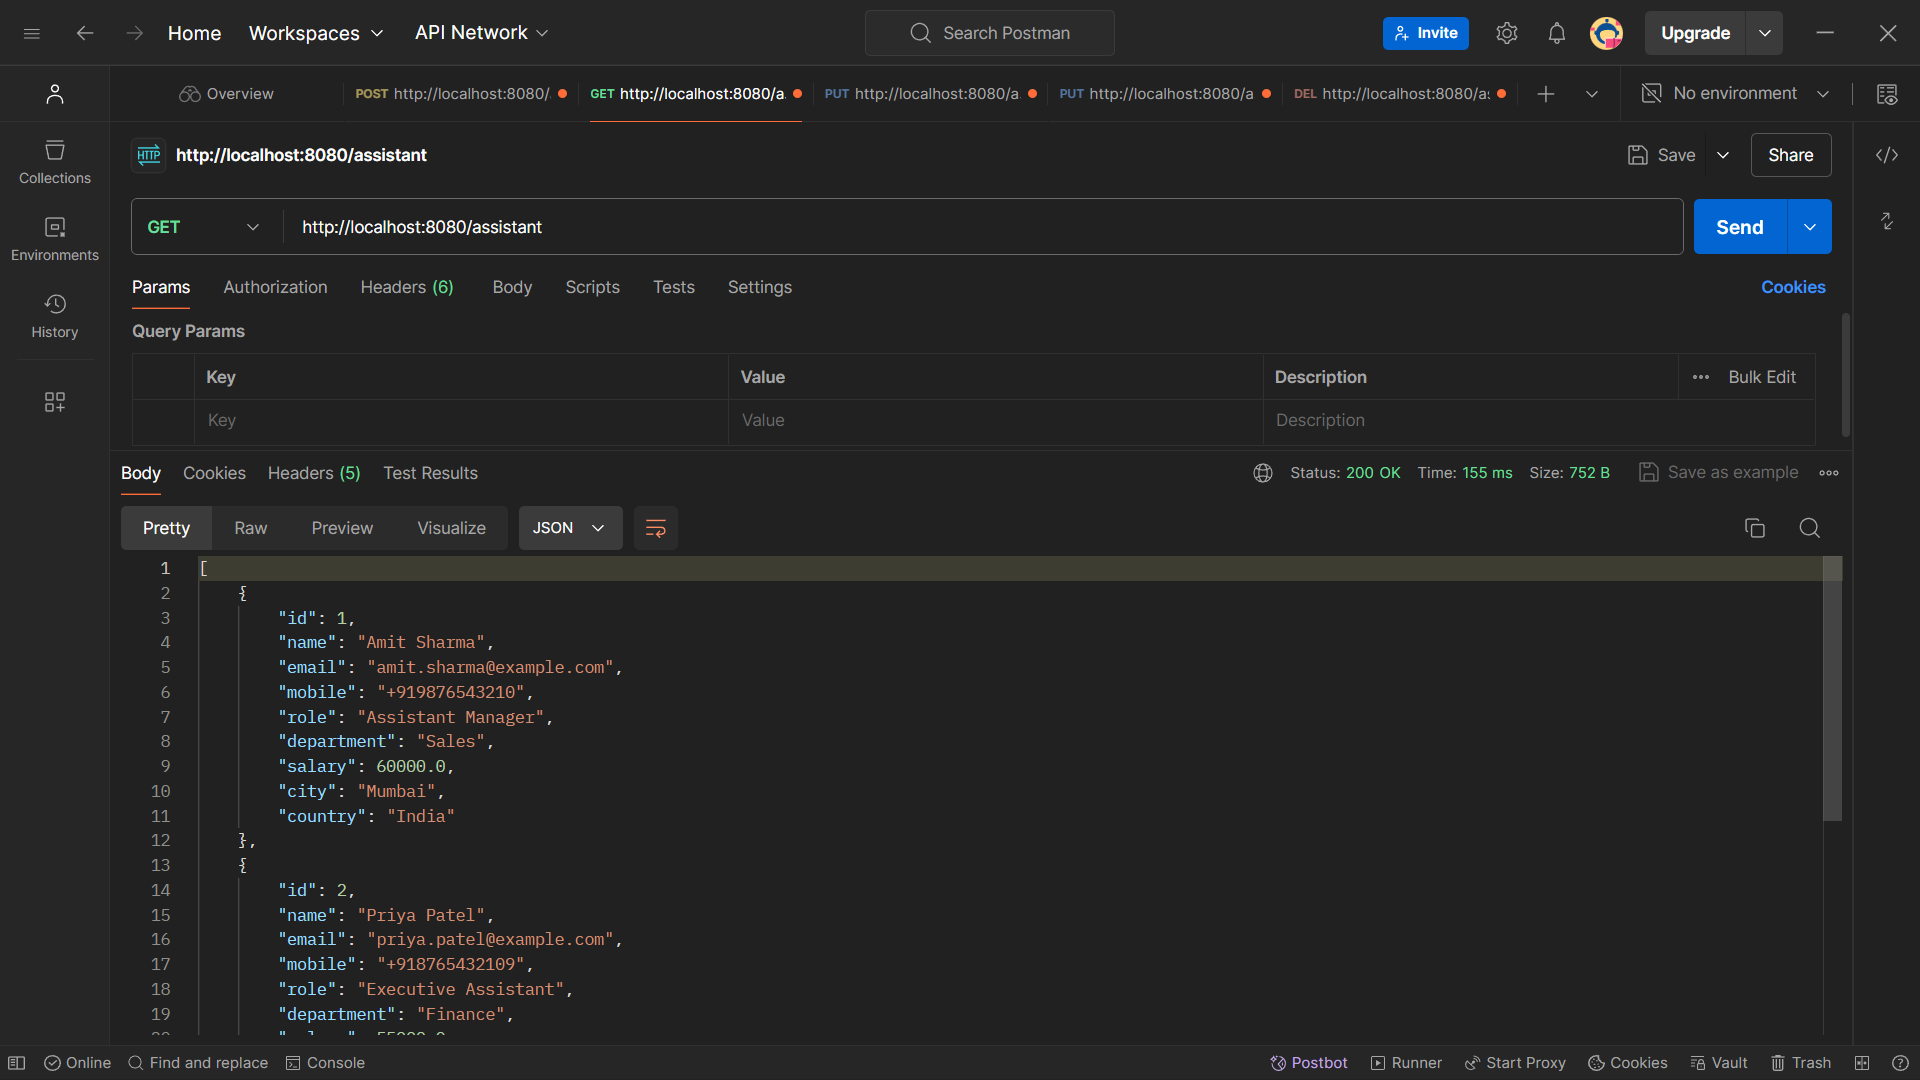 Home Workspaces API Network Search Postman Invite Upgrade
Overview POST http://localhost:8080/ GET http://localhost:8080/a PUT http://localhost:8080/a PUT http://localhost:8080/a DEL http://localhost:8080/a No environment
HTTP http://localhost:8080/assistant Save Share
Collections
Environments
History
GET http://localhost:8080/assistant Send
Params Authorization Headers (6) Body Scripts Tests Settings Cookies
Query Params
Key Value Description Bulk Edit
Key Value Description
Body Cookies Headers (5) Test Results Status: 200 OK Time: 155 ms Size: 752 B Save as example
Pretty Raw Preview Visualize JSON
1 [
2 {
3 "id": 1,
4 "name": "Amit Sharma",
5 "email": "amit.sharma@example.com",
6 "mobile": "+919876543210",
7 "role": "Assistant Manager",
8 "department": "Sales",
9 "salary": 60000.0,
10 "city": "Mumbai",
11 "country": "India"
12 },
13 {
14 "id": 2,
15 "name": "Priya Patel",
16 "email": "priya.patel@example.com",
17 "mobile": "+918765432109",
18 "role": "Executive Assistant",
19 "department": "Finance",
Online Find and replace Console Postbot Runner Start Proxy Cookies Vault Trash